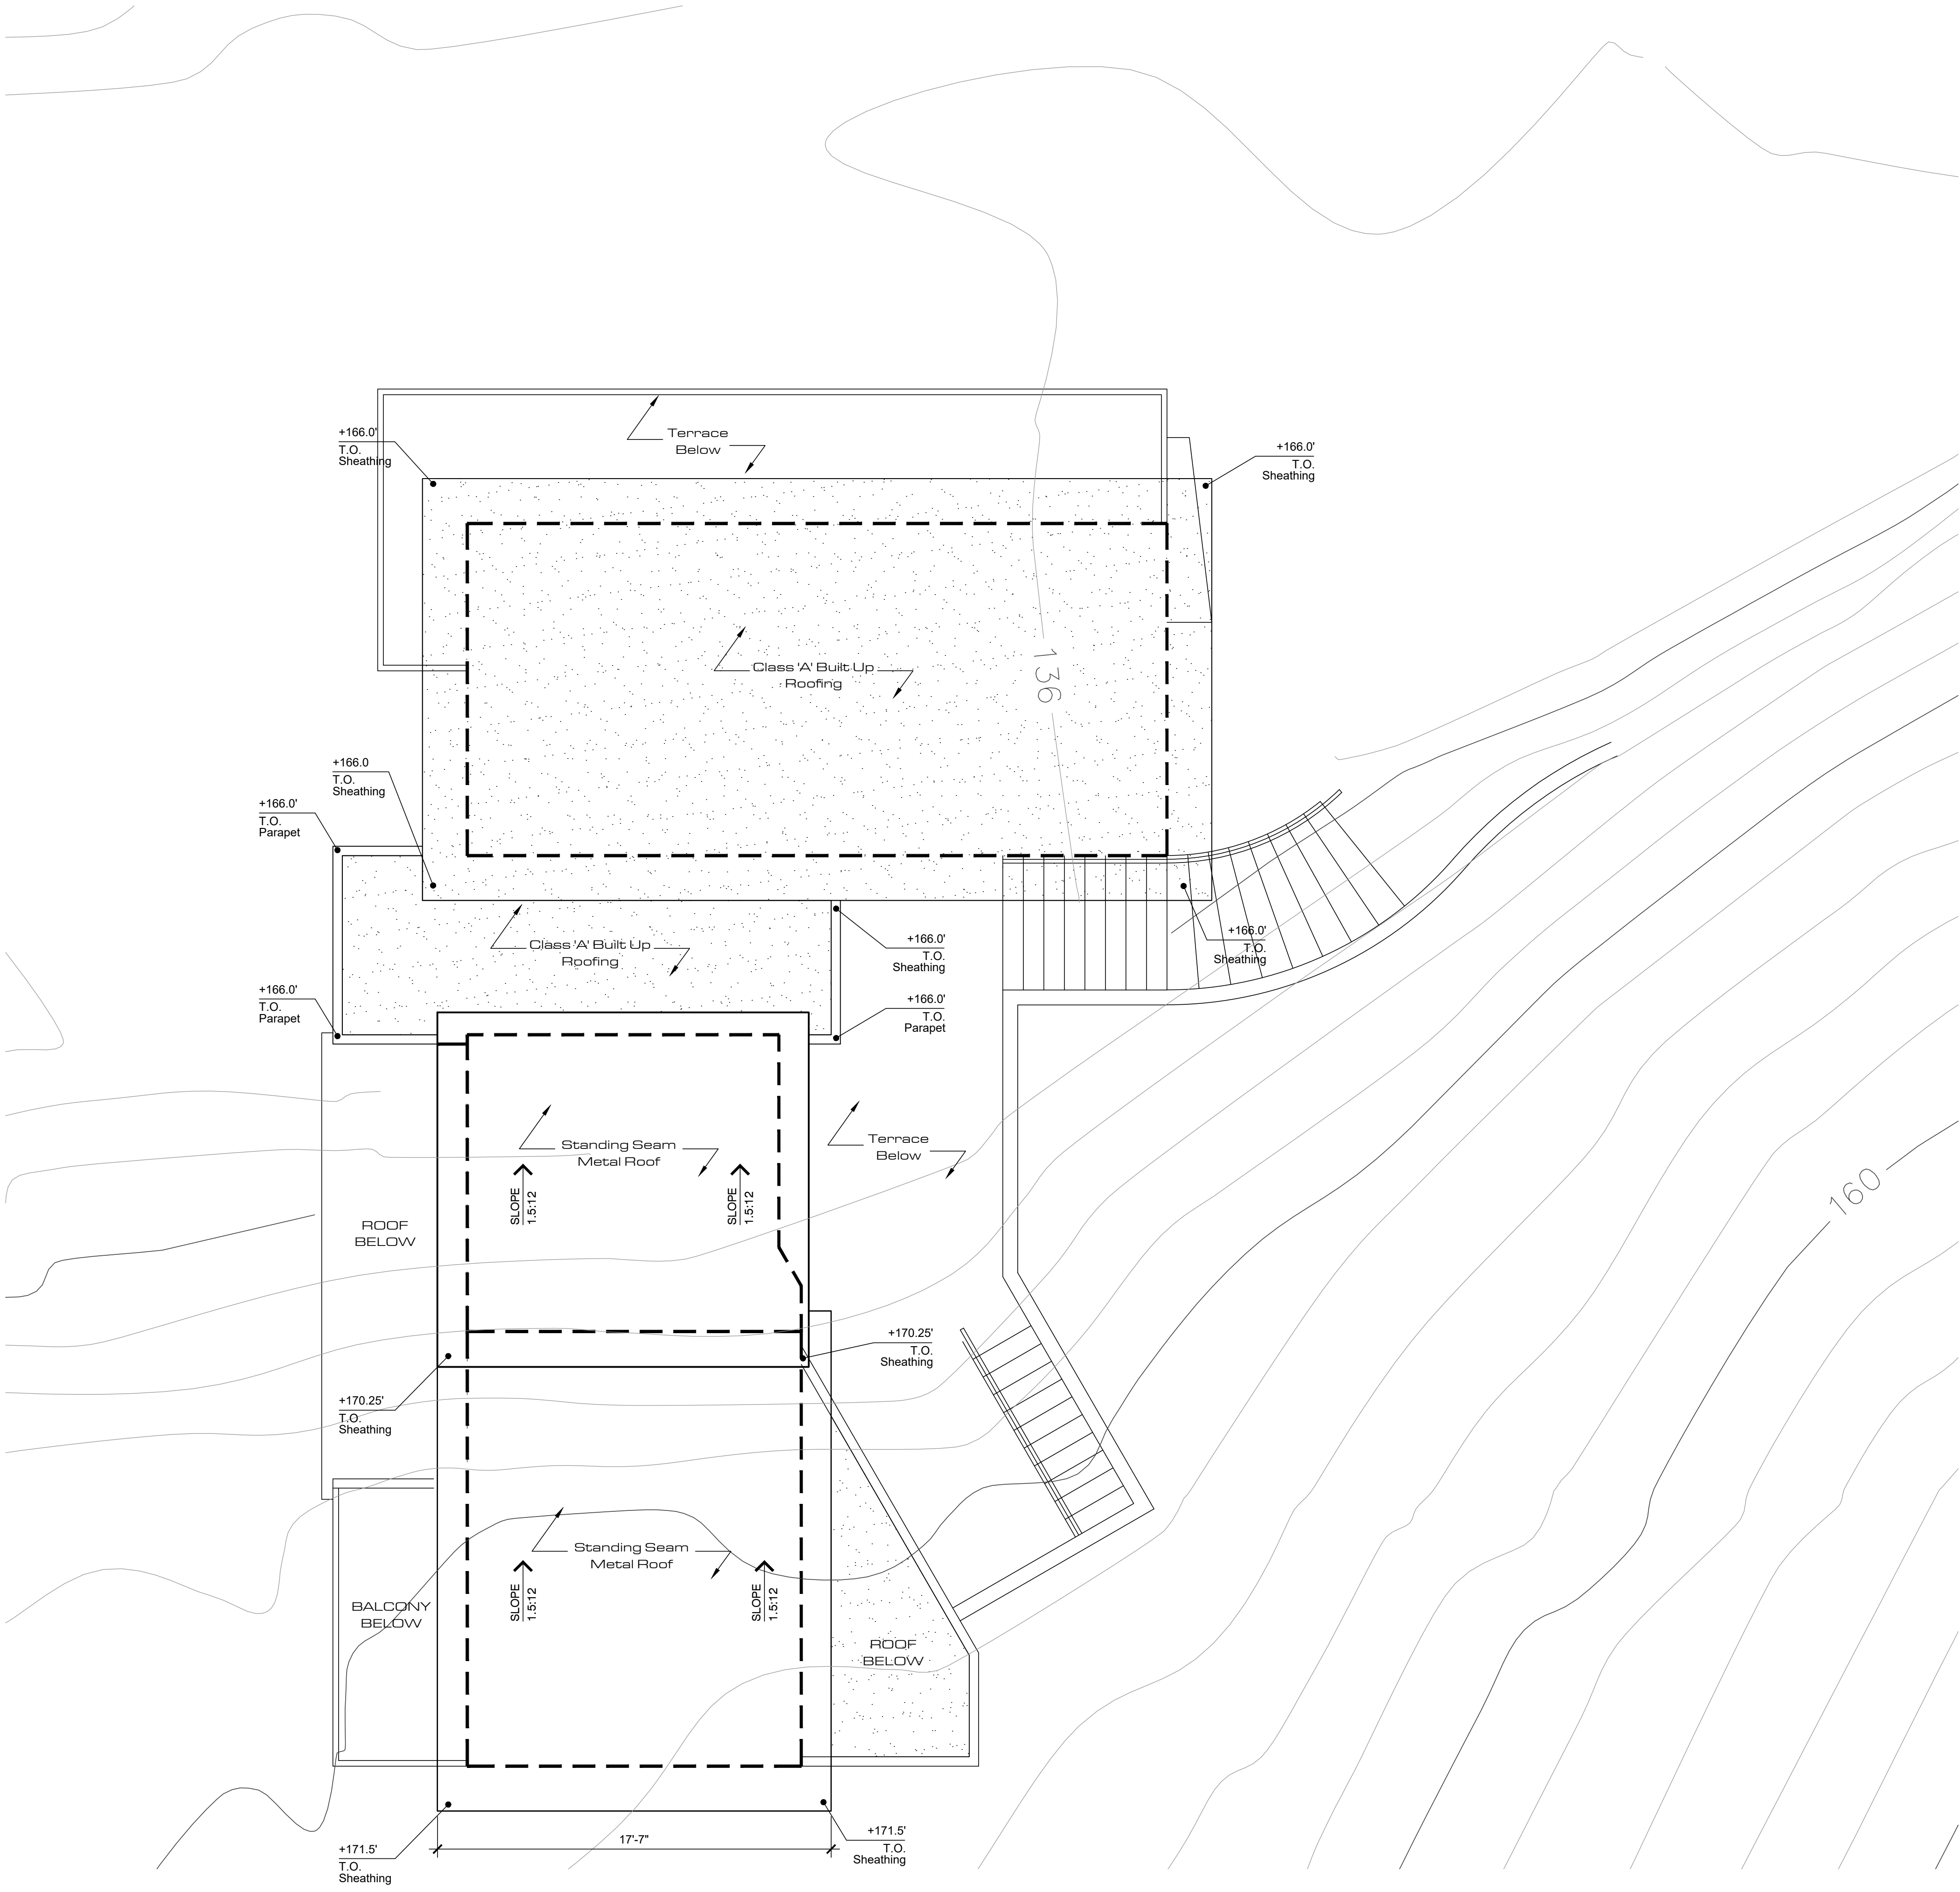 +166.0'
T.O.
Sheathing
Terrace
Below
+166.0'
T.O.
Sheathing
Class 'A' Built Up
Roofing
136
+166.0
T.O.
Sheathing
+166.0'
T.O.
Parapet
Class 'A' Built Up
Roofing
+166.0'
T.O.
Sheathing
+166.0'
T.O.
Sheathing
+166.0'
T.O.
Parapet
+166.0'
T.O.
Parapet
Standing Seam
Metal Roof
Terrace
Below
SLOPE
1.5:12
SLOPE
1.5:12
160
ROOF
BELOW
+170.25'
T.O.
Sheathing
+170.25'
T.O.
Sheathing
Standing Seam
Metal Roof
SLOPE
1.5:12
SLOPE
1.5:12
BALCONY
BELOW
ROOF
BELOW
+171.5'
T.O.
Sheathing
17'-7"
+171.5'
T.O.
Sheathing